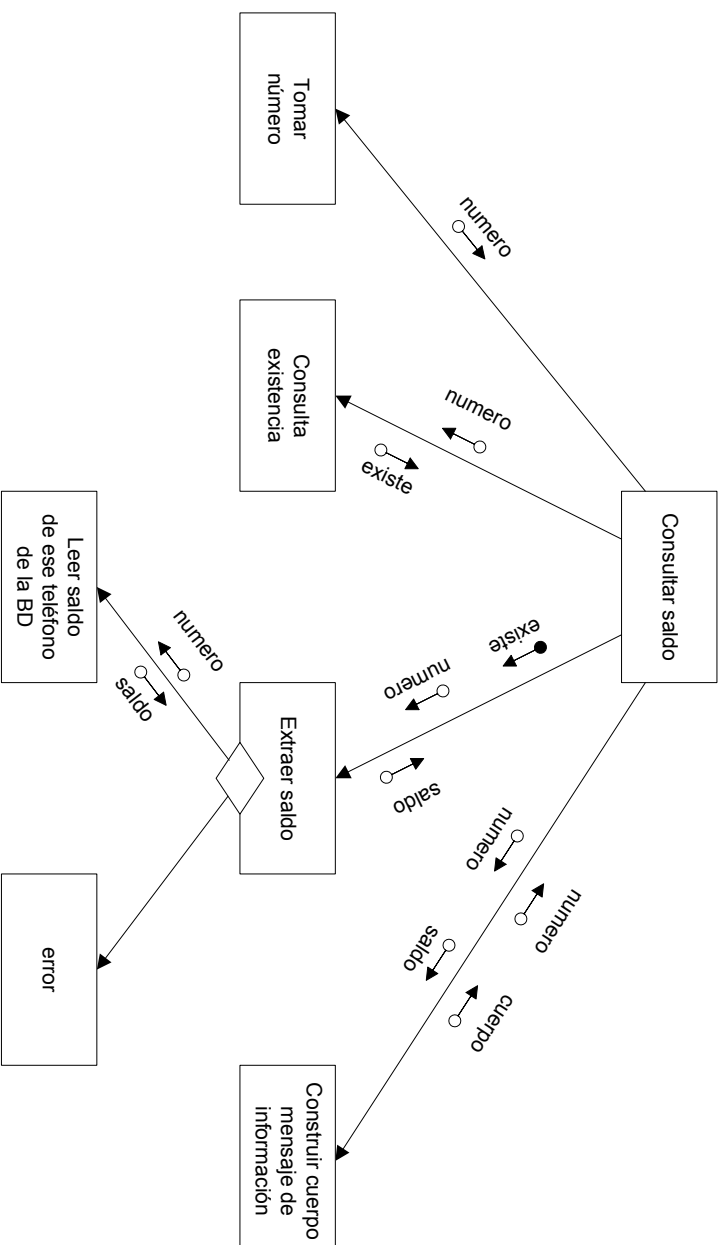 Consultar saldo
numero
numero
existe
existe
numero
saldo
numero
numero
saldo
cuerpo
Tomar
número
Consulta
existencia
Extraer saldo
Construir cuerpo
mensaje de
información
numero
saldo
Leer saldo
de ese teléfono
de la BD
error